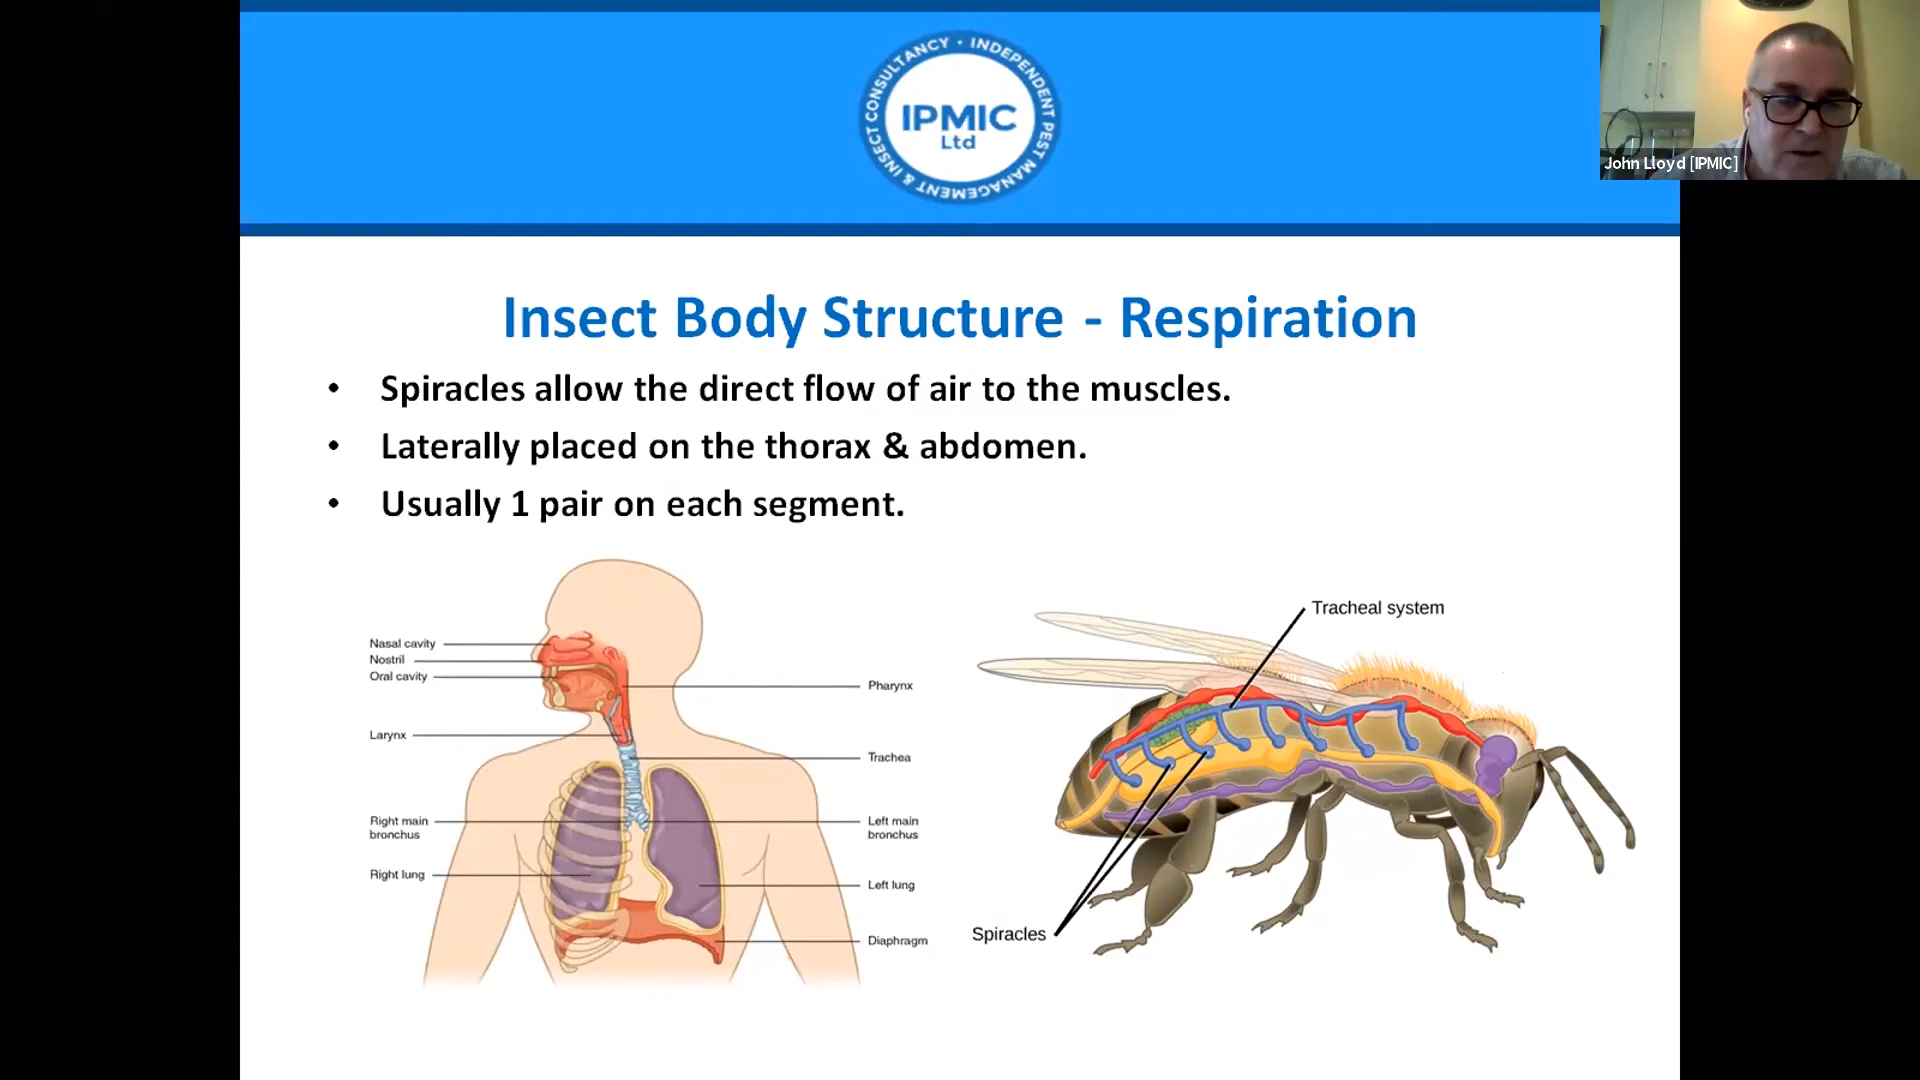 INSECT CONSULTANCY • INDEPENDENT PEST MANAGEMENT &
IPMIC
Ltd
John Lloyd [IPMIC]
Insect Body Structure - Respiration
• Spiracles allow the direct flow of air to the muscles.
• Laterally placed on the thorax & abdomen.
• Usually 1 pair on each segment.
Nasal cavity
Nostril
Oral cavity
Larynx
Right main
bronchus
Right lung
Pharynx
Trachea
Left main
bronchus
Left lung
Diaphragm
Tracheal system
Spiracles